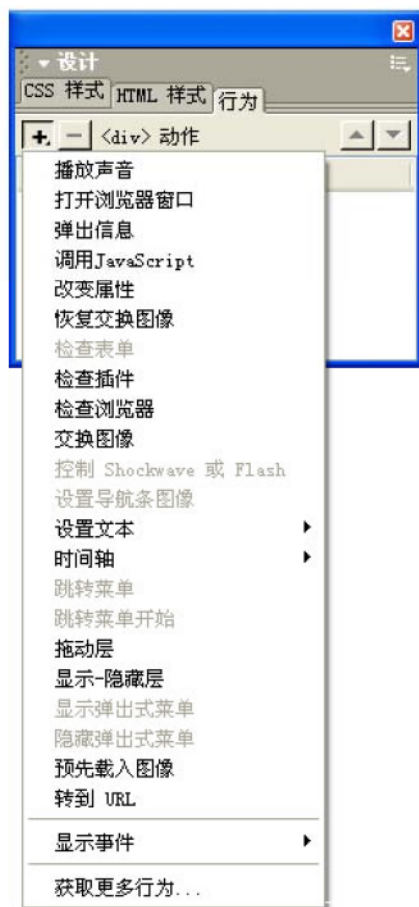 设计
CSS 样式 HTML 样式 行为
<div> 动作
播放声音
打开浏览器窗口
弹出信息
调用JavaScript
改变属性
恢复交换图像
检查表单
检查插件
检查浏览器
交换图像
控制 Shockwave 或 Flash
设置导航条图像
设置文本
时间轴
跳转菜单
跳转菜单开始
拖动层
显示-隐藏层
显示弹出式菜单
隐藏弹出式菜单
预先载入图像
转到 URL
显示事件
获取更多行为...